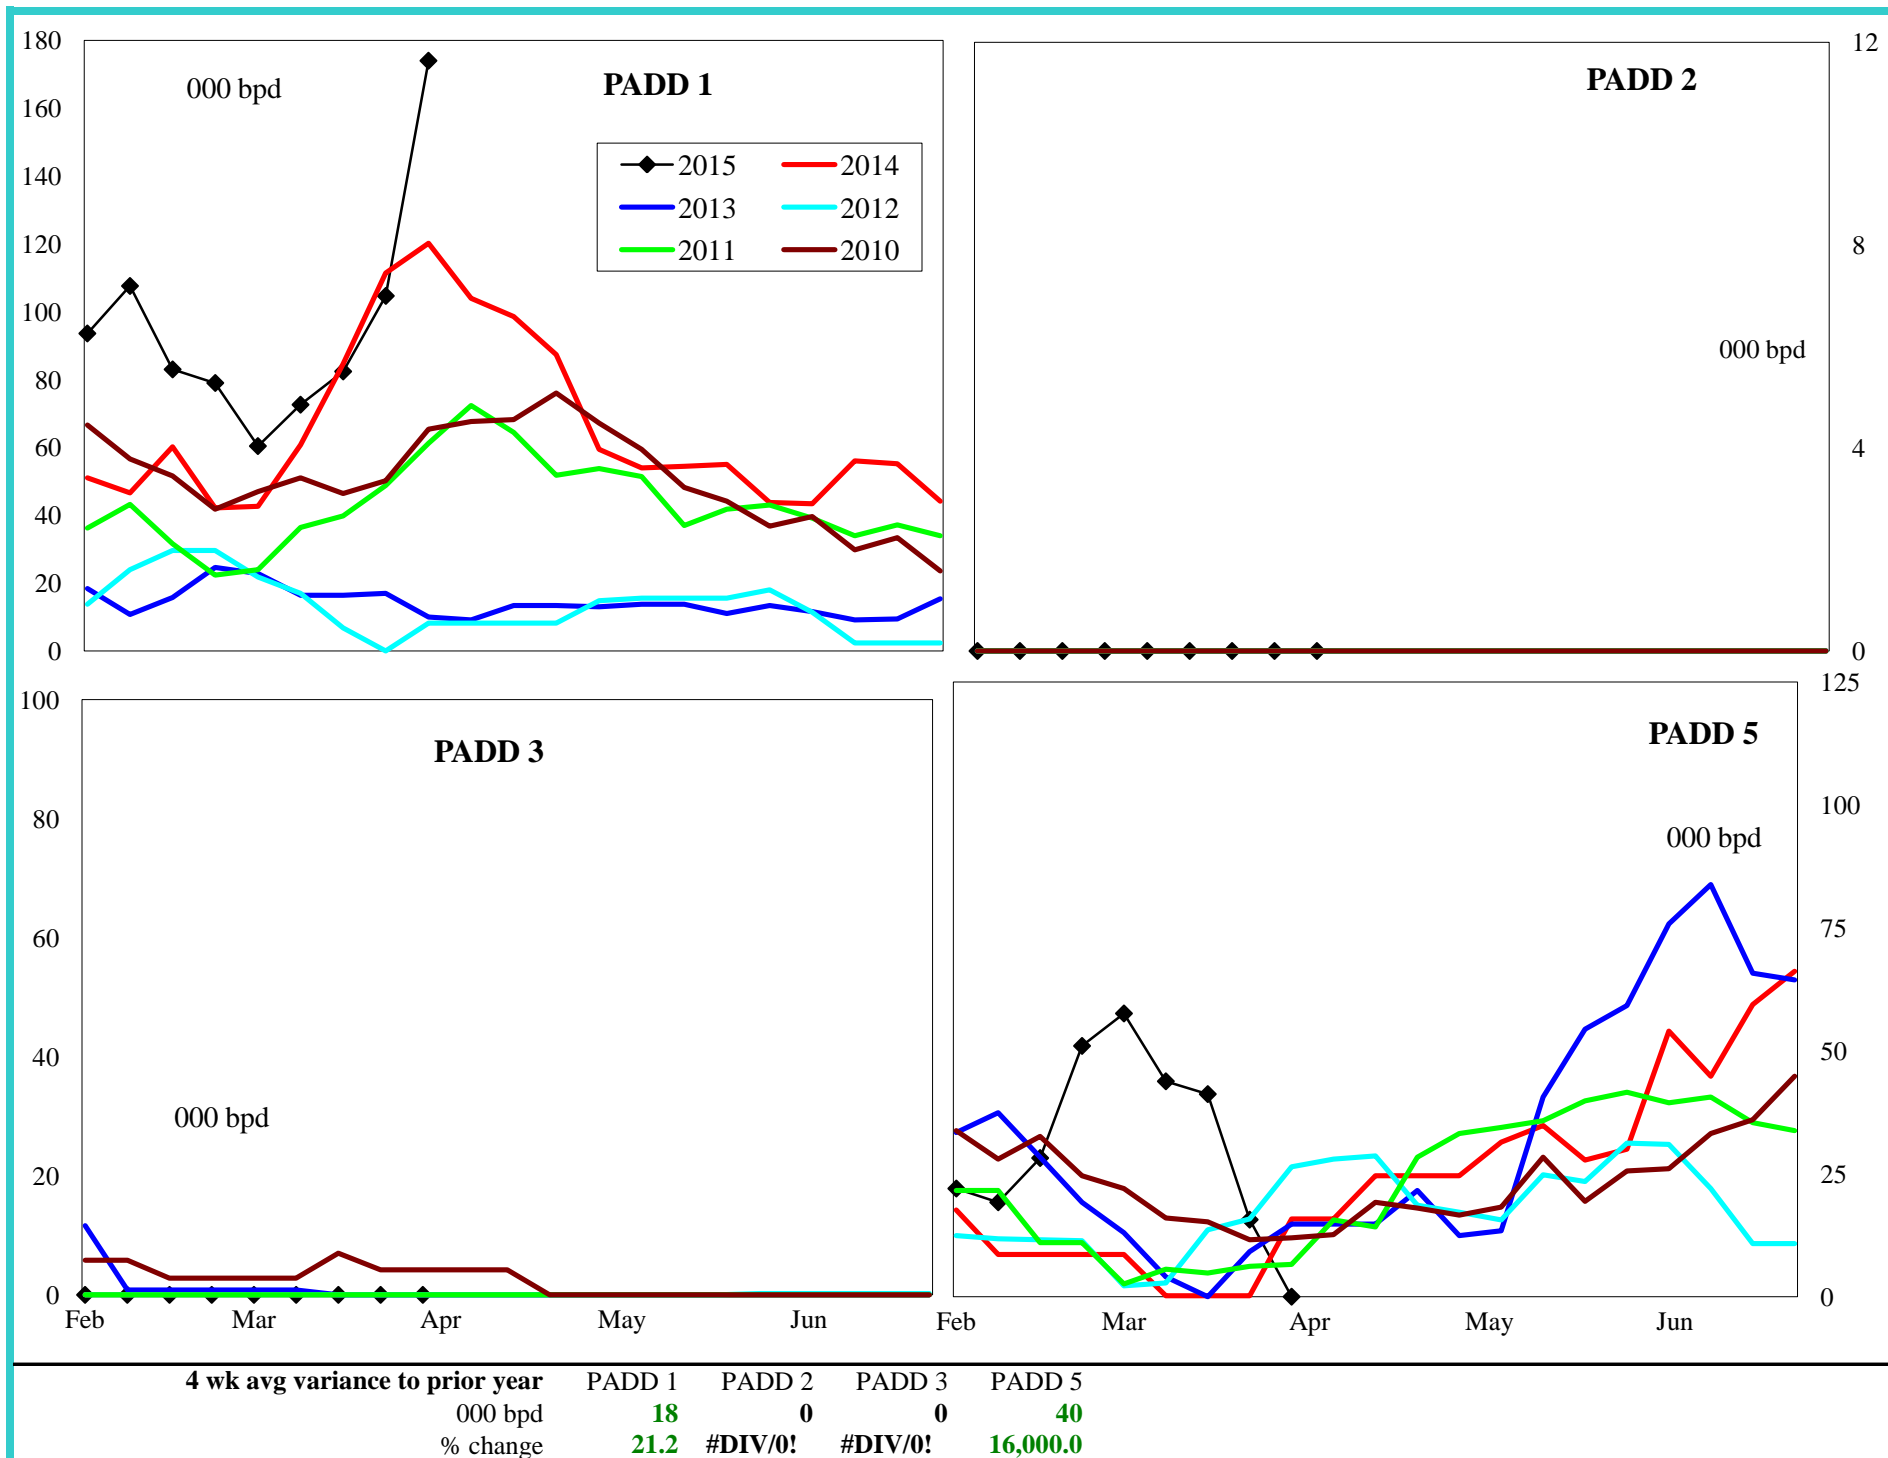 180
160
140
120
100
80
60
40
20
0
000 bpd
PADD 1
2015 2014
2013 2012
2011 2010
PADD 2
12
8
4
0
000 bpd
100
80
60
40
20
0
PADD 3
000 bpd
Feb Mar Apr May Jun
PADD 5
125
100
75
50
25
0
000 bpd
Feb Mar Apr May Jun
4 wk avg variance to prior year PADD 1 PADD 2 PADD 3 PADD 5
000 bpd 18 0 0 40
% change 21.2 #DIV/0! #DIV/0! 16,000.0